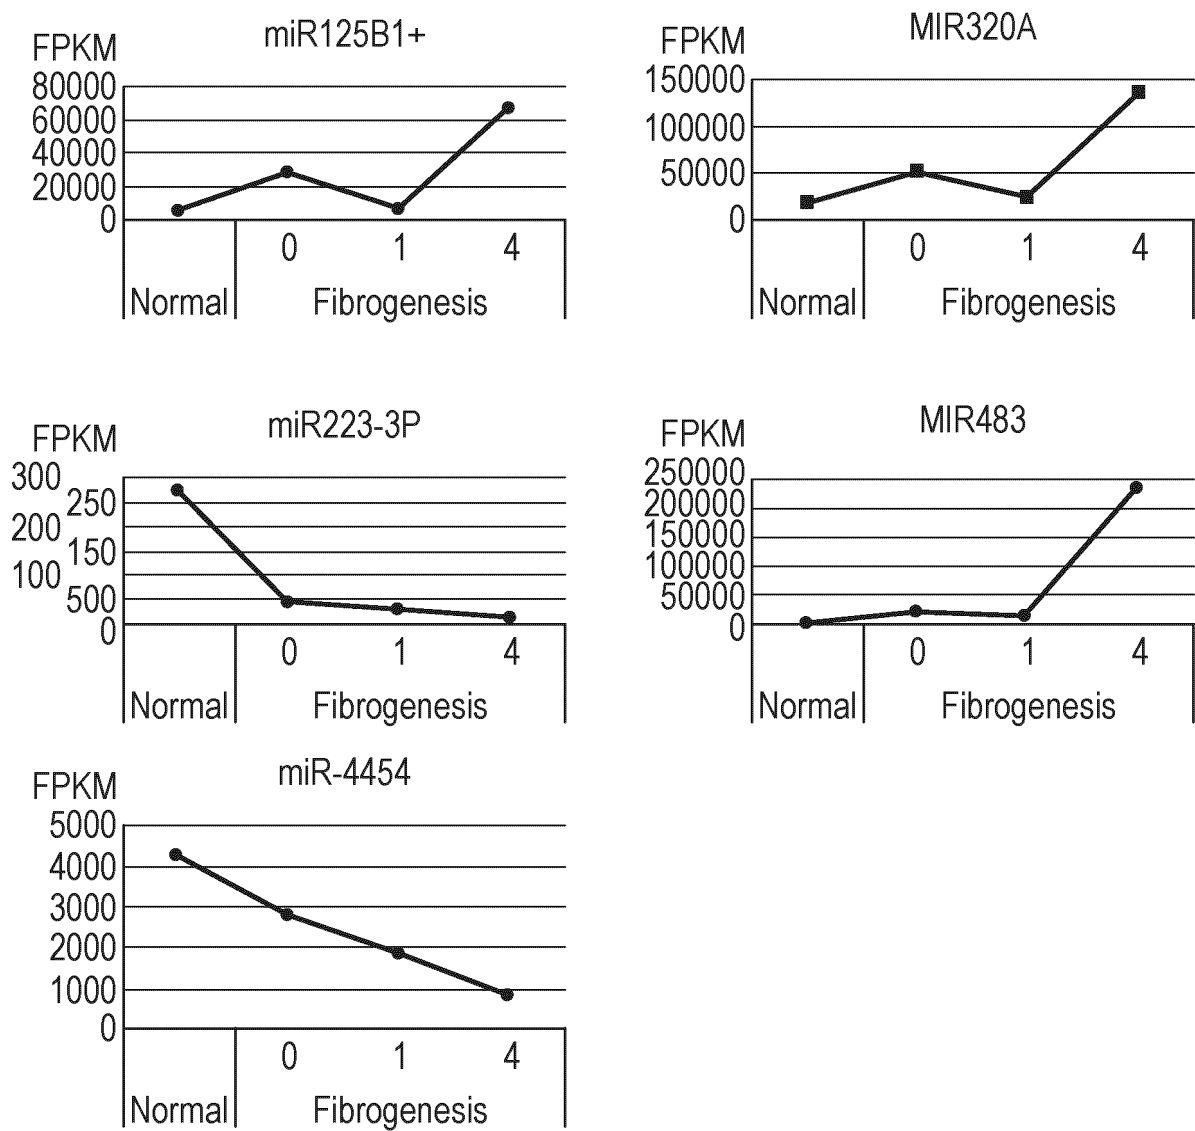 miR125B1+
FPKM
80000
60000
40000
20000
0
0 1 4
Normal Fibrogenesis
MIR320A
FPKM
150000
100000
50000
0
0 1 4
Normal Fibrogenesis
miR223-3P
FPKM
300
250
200
150
100
500
0
0 1 4
Normal Fibrogenesis
MIR483
FPKM
250000
200000
150000
100000
50000
0
0 1 4
Normal Fibrogenesis
miR-4454
FPKM
5000
4000
3000
2000
1000
0
0 1 4
Normal Fibrogenesis